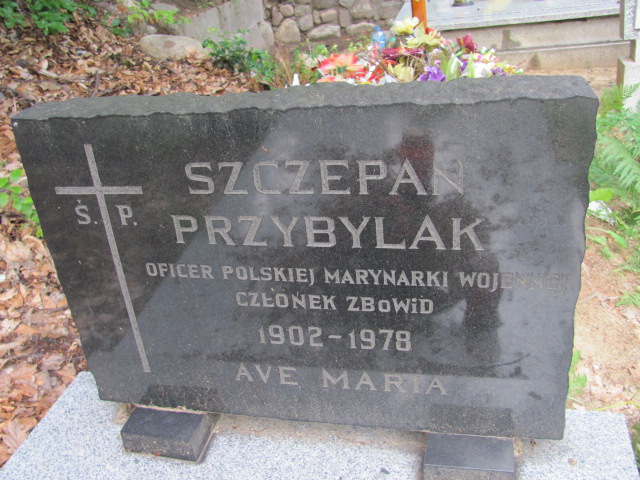 Ś. P.
SZCZEPAN
PRZYBYLAK
OFICER POLSKIEJ MARYNARKI WOJENNEJ
CZŁONEK ZBoWiD
1902-1978
AVE MARIA